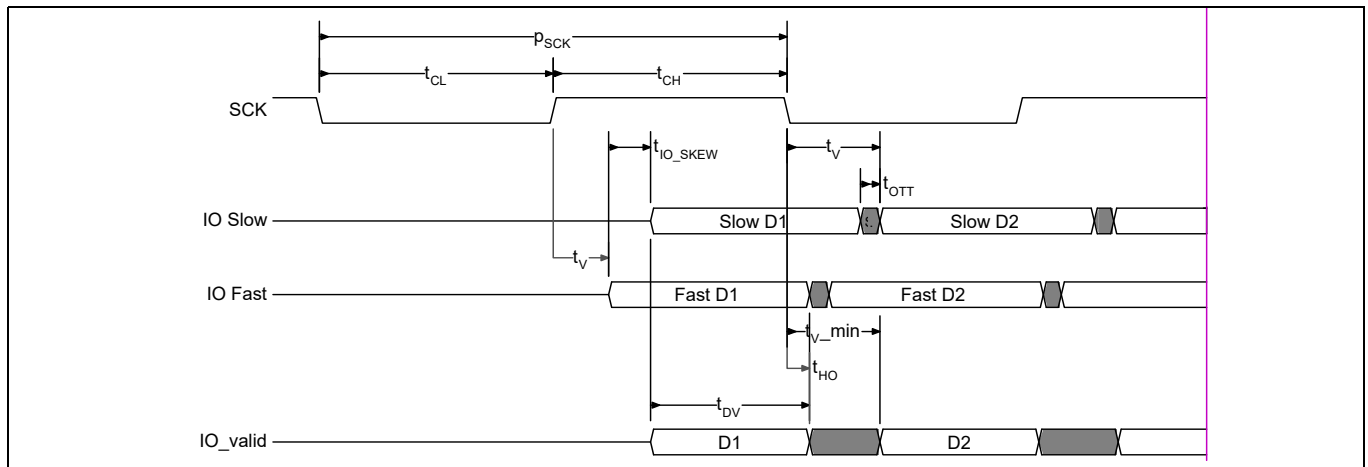 pSCK
tCL
tCH
SCK
tIO_SKEW
tV
tOTT
IO Slow
Slow D1
Slow D2
tV
IO Fast
Fast D1
Fast D2
tV_min
tHO
tDV
IO_valid
D1
D2